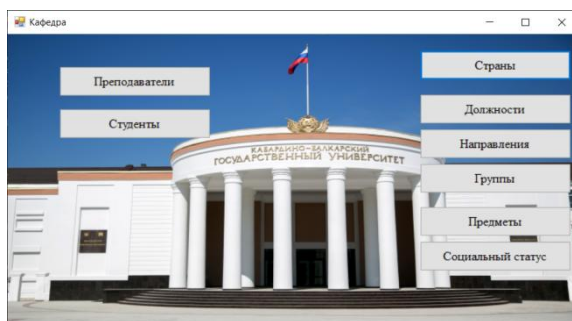 Кафедра
Преподаватели
Студенты
Страны
Должности
Направления
Группы
Предметы
Социальный статус
КАБАРДИНО-БАЛКАРСКИЙ
ГОСУДАРСТВЕННЫЙ УНИВЕРСИТЕТ